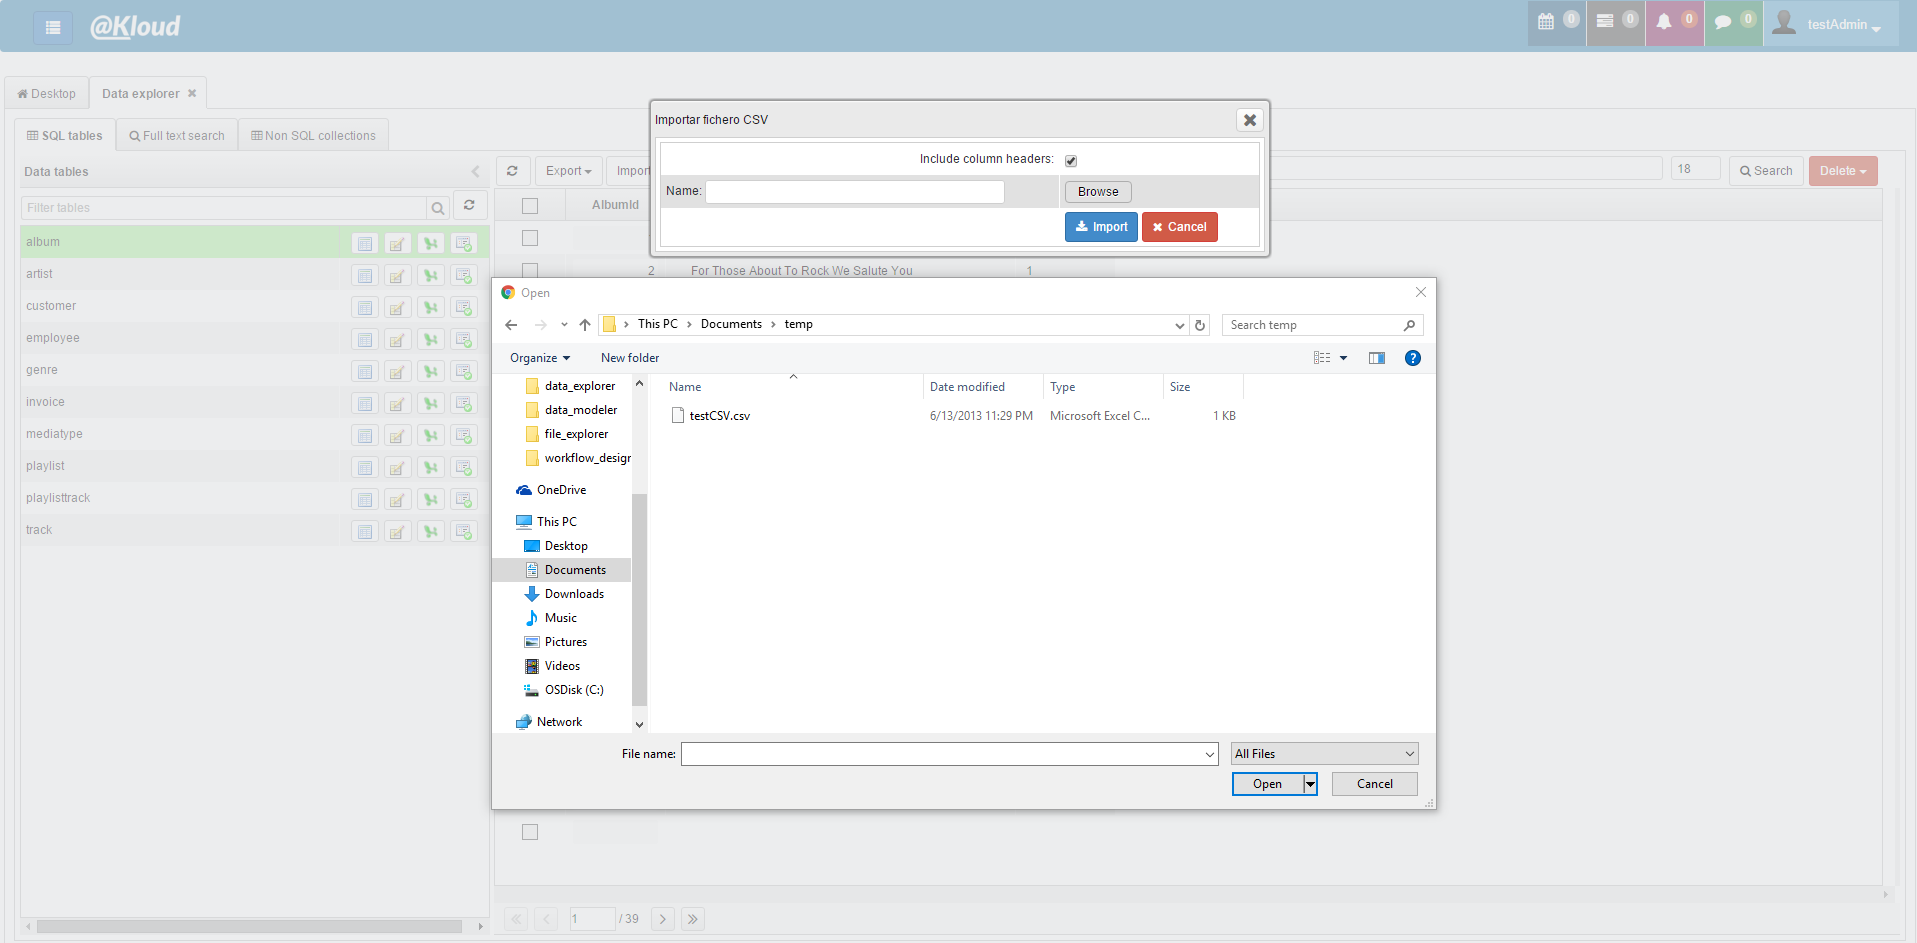 @Kloud
0 0 0 0 testAdmin
Desktop Data explorer
SQL tables Full text search Non SQL collections
Importar fichero CSV
Include column headers:
Name: Browse
Import Cancel
Data tables
Export Import 18 Search Delete
Filter tables
AlbumId
album
artist
customer
employee
genre
invoice
mediatype
playlist
playlisttrack
track
2 For Those About To Rock We Salute You 1
Open
This PC Documents temp Search temp
Organize New folder
data_explorer
data_modeler
file_explorer
workflow_design
OneDrive
This PC
Desktop
Documents
Downloads
Music
Pictures
Videos
OSDisk (C:)
Network
Name Date modified Type Size
testCSV.csv 6/13/2013 11:29 PM Microsoft Excel C... 1 KB
File name: All Files
Open Cancel
1 / 39